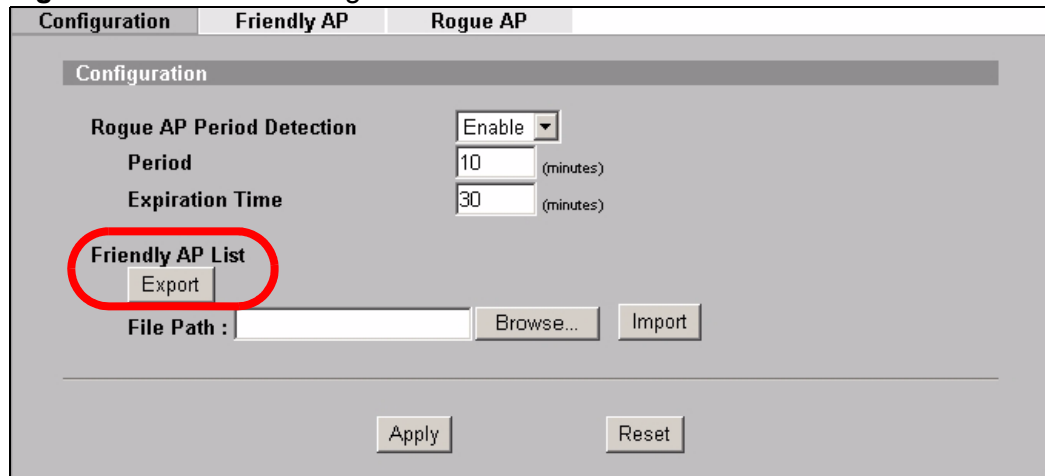 Configuration Friendly AP Rogue AP
Configuration
Rogue AP Period Detection Enable
Period 10 (minutes)
Expiration Time 30 (minutes)
Friendly AP List
Export
File Path : Browse... Import
Apply Reset